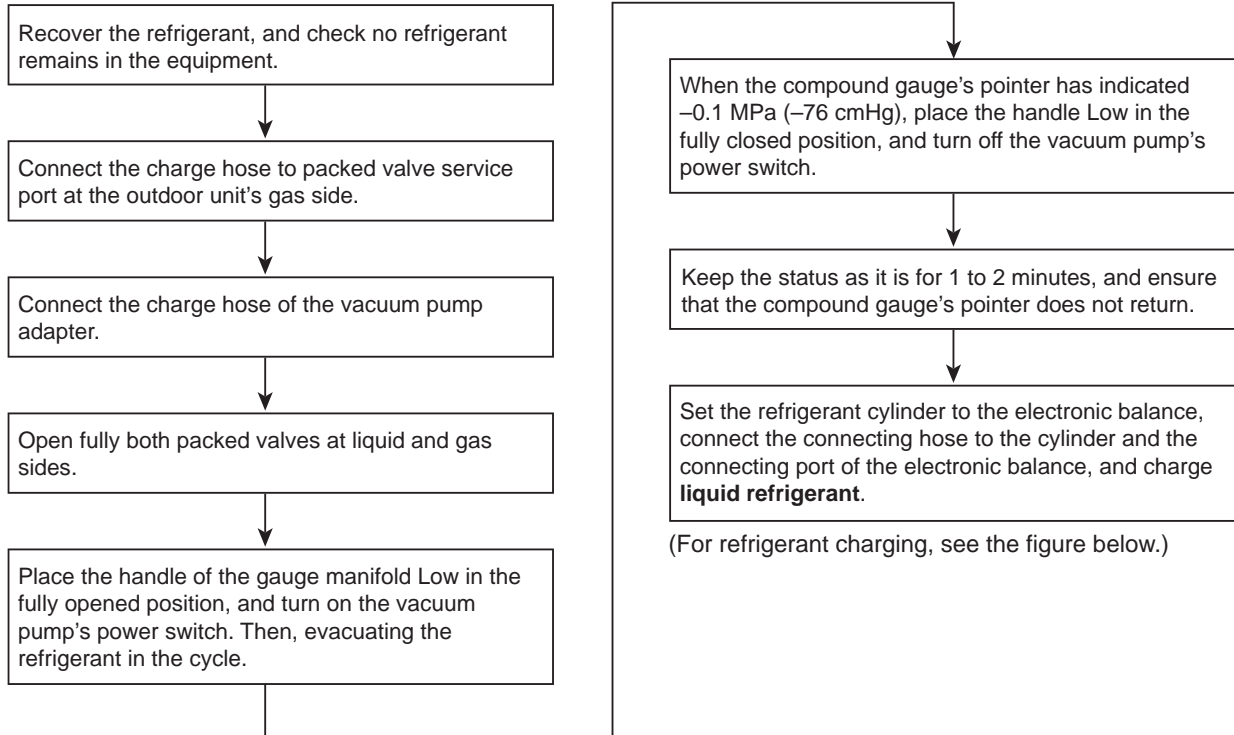 Recover the refrigerant, and check no refrigerant
remains in the equipment.
Connect the charge hose to packed valve service
port at the outdoor unit's gas side.
Connect the charge hose of the vacuum pump
adapter.
Open fully both packed valves at liquid and gas
sides.
Place the handle of the gauge manifold Low in the
fully opened position, and turn on the vacuum
pump's power switch. Then, evacuating the
refrigerant in the cycle.
When the compound gauge's pointer has indicated
–0.1 MPa (–76 cmHg), place the handle Low in the
fully closed position, and turn off the vacuum pump's
power switch.
Keep the status as it is for 1 to 2 minutes, and ensure
that the compound gauge's pointer does not return.
Set the refrigerant cylinder to the electronic balance,
connect the connecting hose to the cylinder and the
connecting port of the electronic balance, and charge
liquid refrigerant.
(For refrigerant charging, see the figure below.)